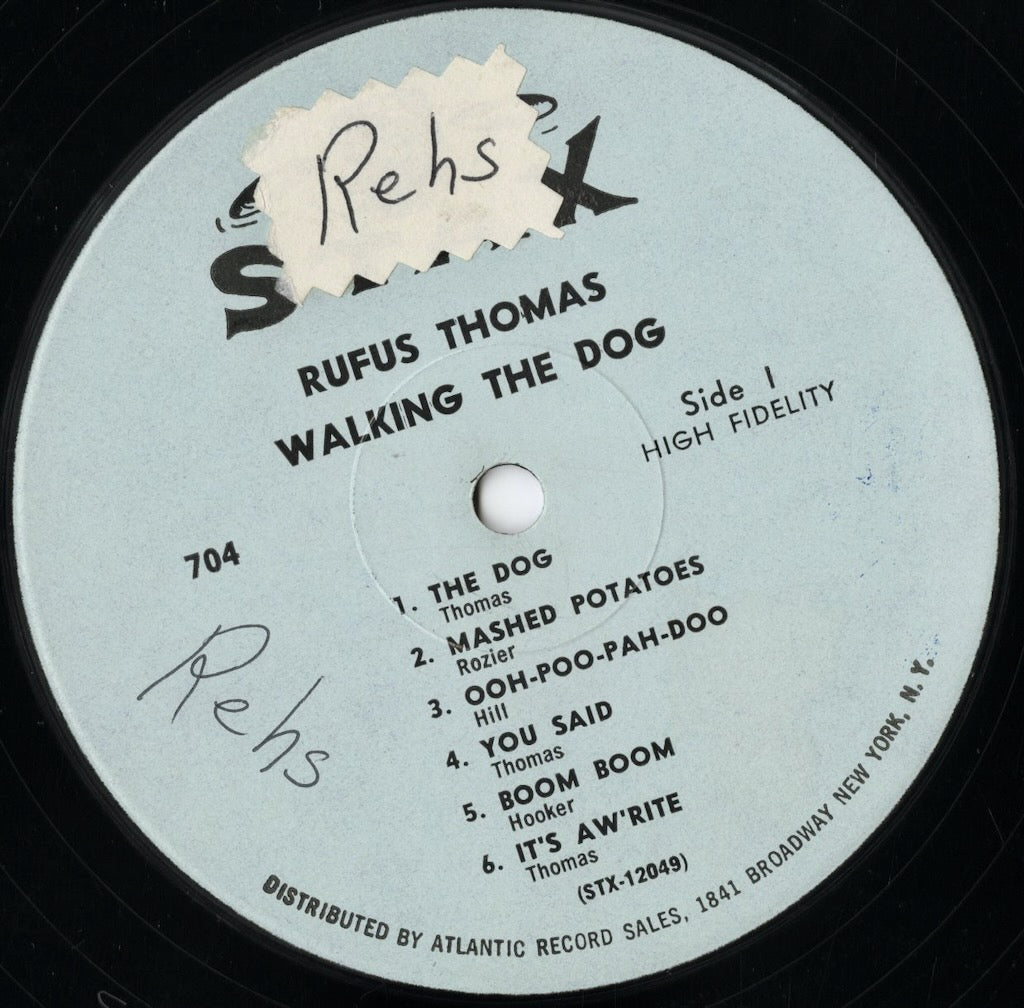 Rehs
RUFUS THOMAS
WALKING THE DOG
Side 1
HIGH FIDELITY
704
1. THE DOG
Thomas
2. MASHED POTATOES
Rozier
3. OOH-POO-PAH-DOO
Hill
4. YOU SAID
Thomas
5. BOOM BOOM
Hooker
6. IT'S AW'RITE
Thomas
(STX-12049)
Rehs
DISTRIBUTED BY ATLANTIC RECORD SALES, 1841 BROADWAY NEW YORK, N. Y.